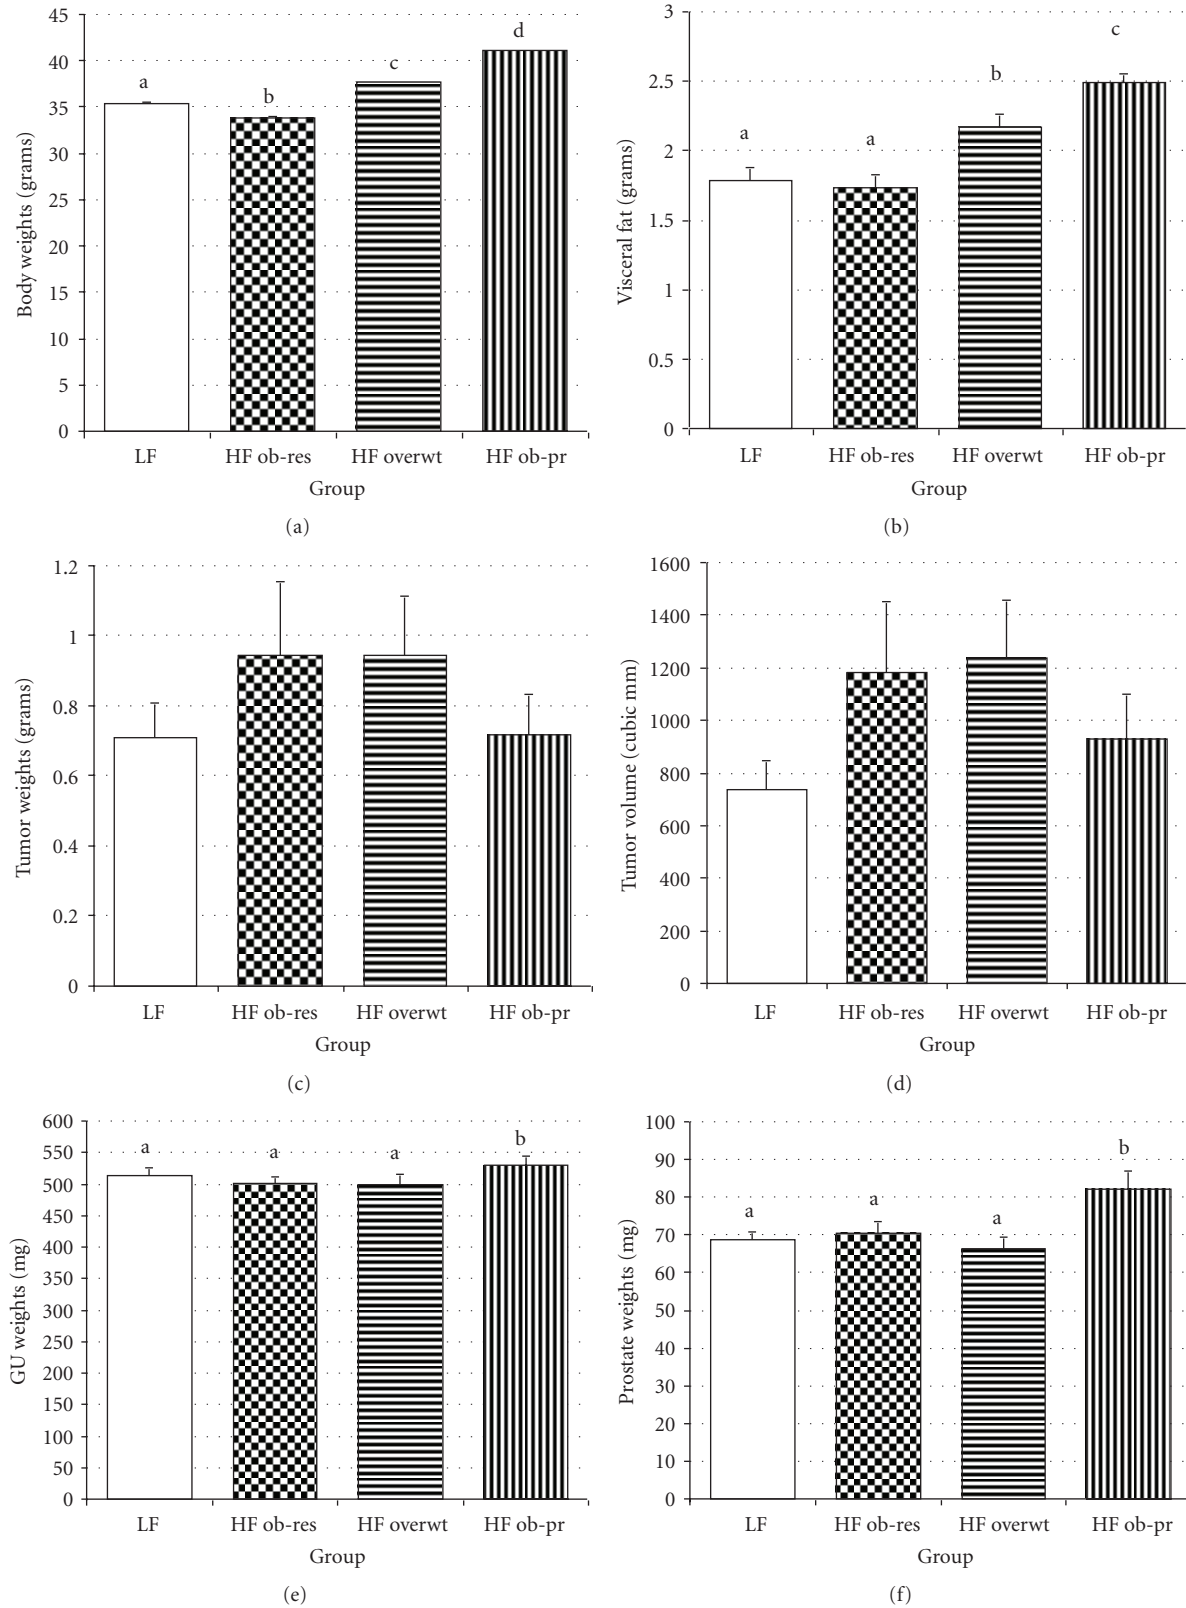 45
40
35
30
25
20
15
10
5
0
Body weights (grams)
a
b
c
d
LF HF ob-res HF overwt HF ob-pr
Group
(a)
3
2.5
2
1.5
1
0.5
0
Visceral fat (grams)
a
a
b
c
LF HF ob-res HF overwt HF ob-pr
Group
(b)
1.2
1
0.8
0.6
0.4
0.2
0
Tumor weights (grams)
LF HF ob-res HF overwt HF ob-pr
Group
(c)
1600
1400
1200
1000
800
600
400
200
0
Tumor volume (cubic mm)
LF HF ob-res HF overwt HF ob-pr
Group
(d)
600
550
500
450
400
350
300
250
200
150
100
50
0
GU weights (mg)
a
a
a
b
LF HF ob-res HF overwt HF ob-pr
Group
(e)
100
90
80
70
60
50
40
30
20
10
0
Prostate weights (mg)
a
a
a
b
LF HF ob-res HF overwt HF ob-pr
Group
(f)